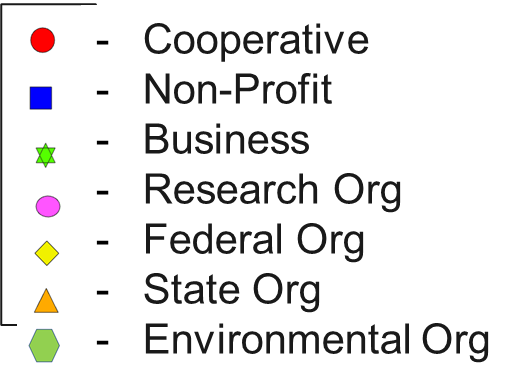 - Cooperative
- Non-Profit
- Business
- Research Org
- Federal Org
- State Org
- Environmental Org